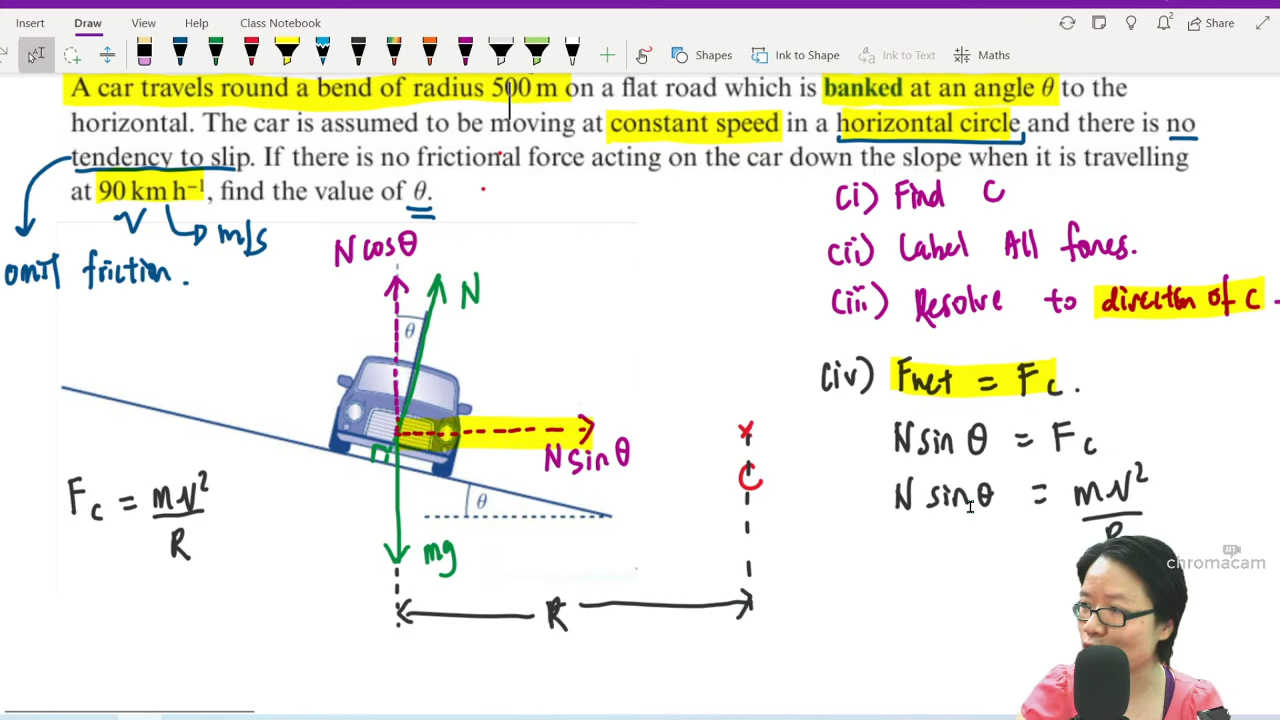 Insert Draw View Help Class Notebook Share
Shapes Ink to Shape Ink to Text Maths
A car travels round a bend of radius 500 m on a flat road which is banked at an angle θ to the
horizontal. The car is assumed to be moving at constant speed in a horizontal circle and there is no
tendency to slip. If there is no frictional force acting on the car down the slope when it is travelling
at 90 km h⁻¹, find the value of θ.
V m/s
omit friction.
(i) Find C
(ii) Label All forces.
(iii) Resolve to direction of C
(iv) Fnet = Fc.
N sin θ = Fc
N sin θ = mv²/R
N cos θ
N
θ
N sin θ
θ
mg
C
R
Fc = mv²/R
chromacam